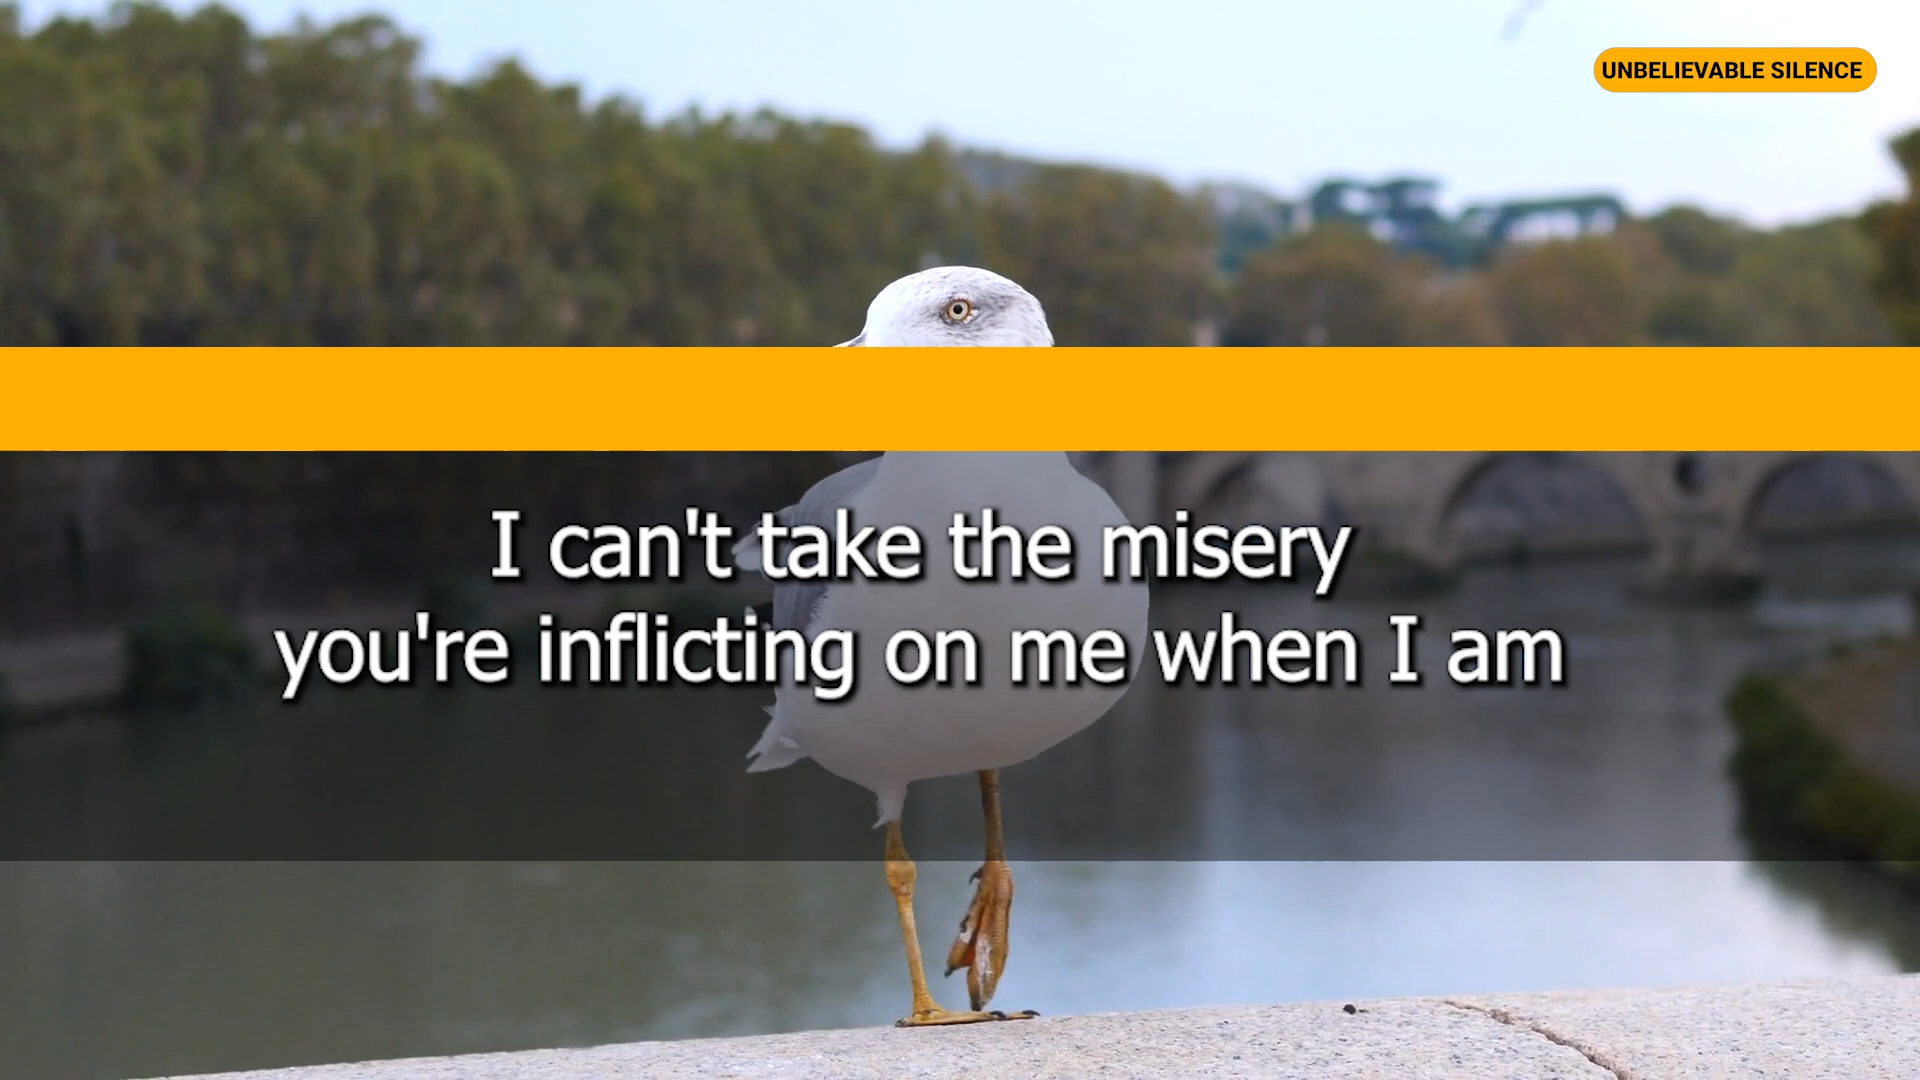 UNBELIEVABLE SILENCE
I can't take the misery
you're inflicting on me when I am